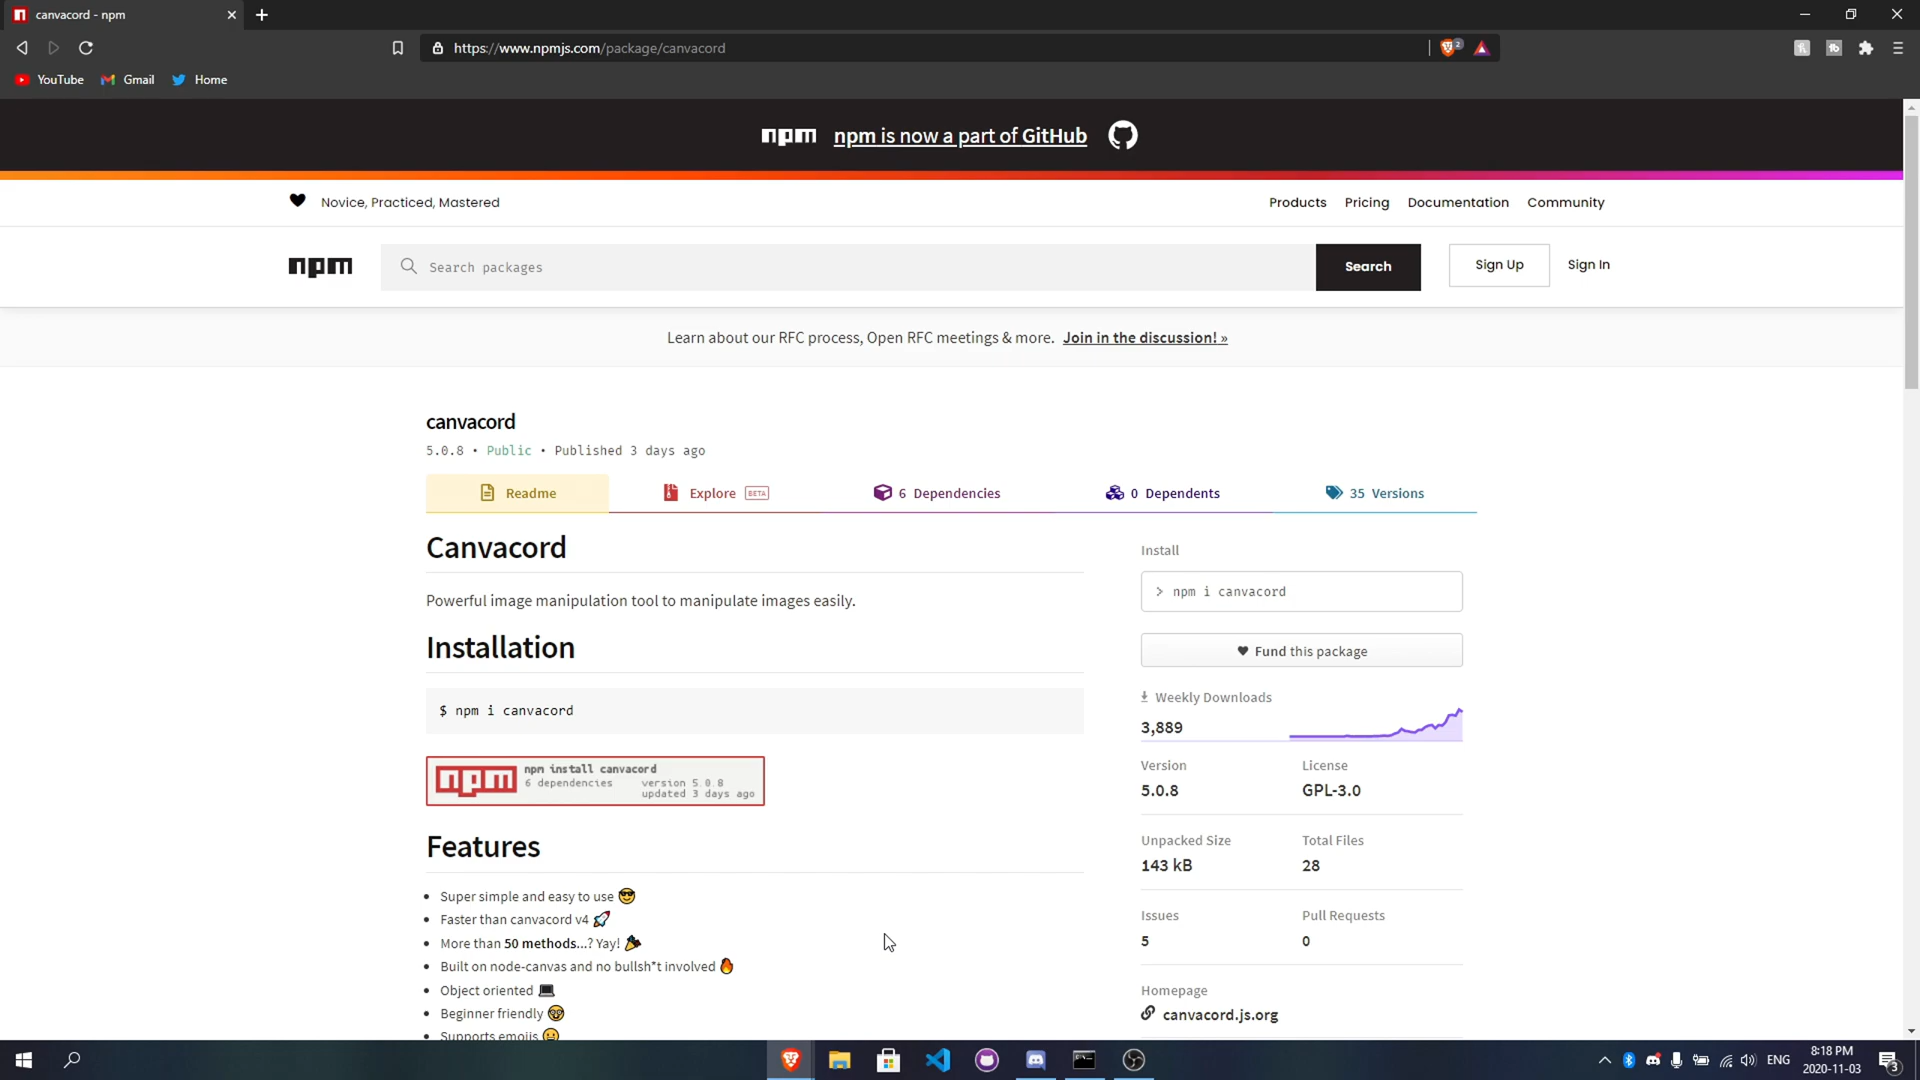 canvacord - npm
https://www.npmjs.com/package/canvacord
2
YouTube
Gmail
Home
npm
npm is now a part of GitHub
Novice, Practiced, Mastered
Products
Pricing
Documentation
Community
npm
Search packages
Search
Sign Up
Sign In
Learn about our RFC process, Open RFC meetings & more. Join in the discussion! »
canvacord
5.0.8 • Public • Published 3 days ago
Readme
Explore BETA
6 Dependencies
0 Dependents
35 Versions
Canvacord
Powerful image manipulation tool to manipulate images easily.
Installation
$ npm i canvacord
npm
npm install canvacord
6 dependencies version 5.0.8
updated 3 days ago
Features
• Super simple and easy to use 😎
• Faster than canvacord v4 🚀
• More than 50 methods...? Yay! 🎉
• Built on node-canvas and no bullsh*t involved 🔥
• Object oriented 💻
• Beginner friendly 🤓
• Supports emojis 😀
Install
> npm i canvacord
Fund this package
Weekly Downloads
3,889
Version
5.0.8
License
GPL-3.0
Unpacked Size
143 kB
Total Files
28
Issues
5
Pull Requests
0
Homepage
canvacord.js.org
ENG
8:18 PM
2020-11-03
3